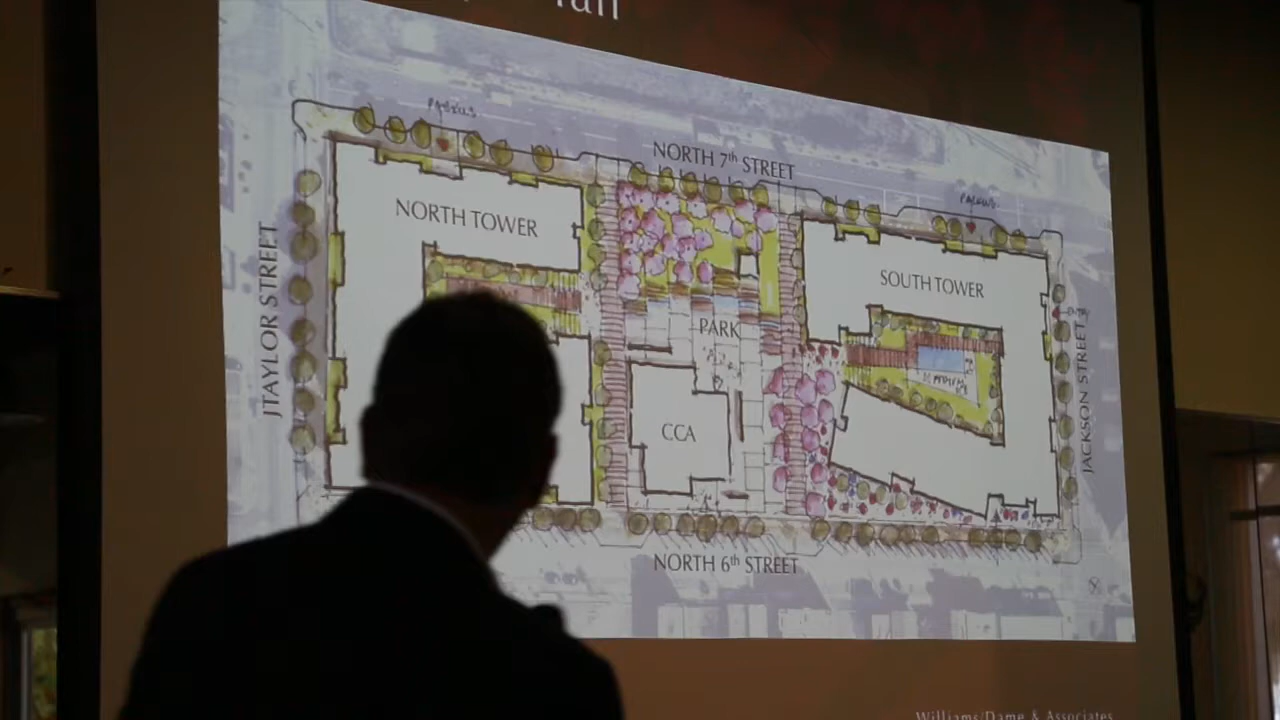 NORTH 7th STREET
NORTH TOWER
SOUTH TOWER
JTAYLOR STREET
PARK
JACKSON STREET
CCA
NORTH 6th STREET
Williams/Dame & Associates